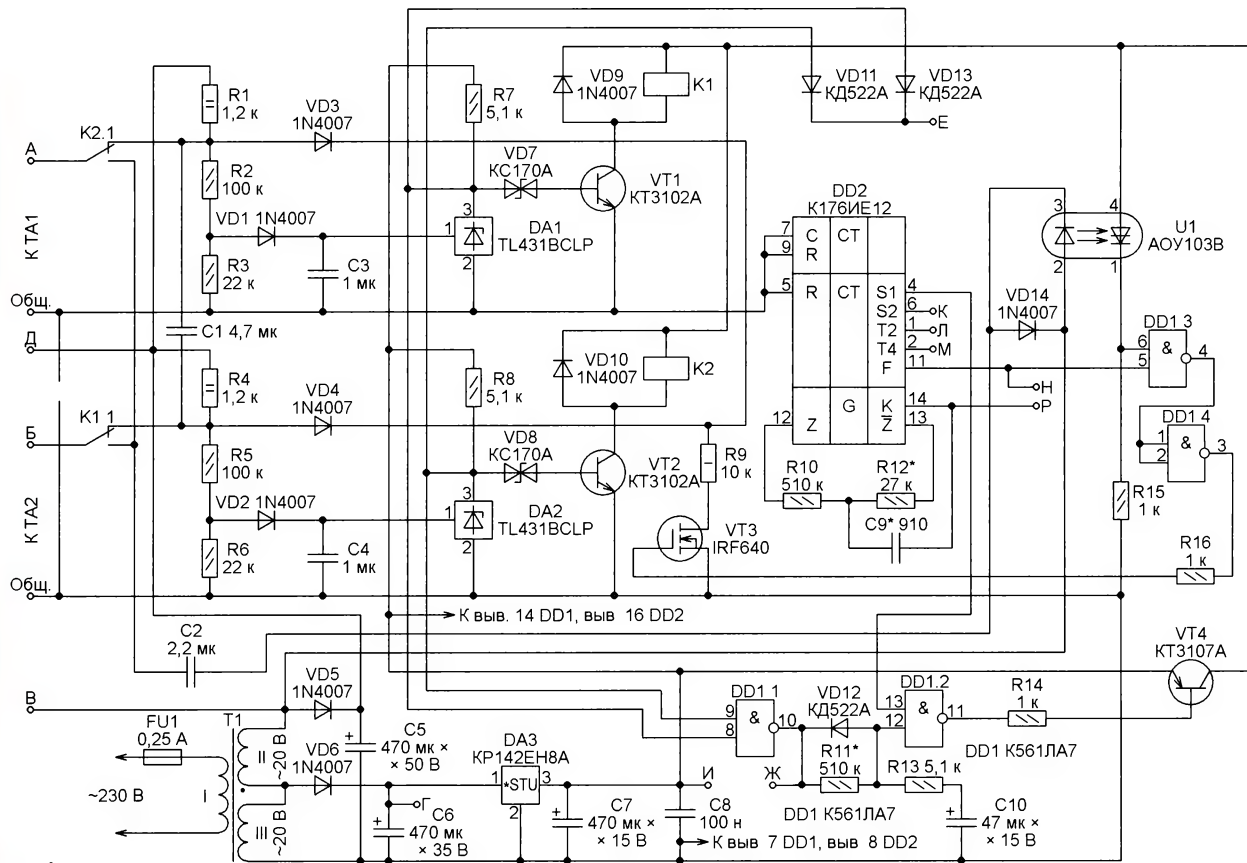 R1
1,2 к
VD3
1N4007
R7
5,1 к
VD9
1N4007
K1
VD11
КД522А
VD13
КД522А
Е
А
K2.1
R2
100 к
VD7
КС170А
VT1
КТ3102А
DD2
К176ИЕ12
3
4
U1
АОУ103В
2
1
К ТА1
VD1 1N4007
1
3
2
DA1
TL431BCLP
7
9
C
R
CT
R3
22 к
C3
1 мк
5
R
CT
S1
4
S2
6
К
T2
1
Л
T4
2
М
F
11
VD14
1N4007
Общ.
Д
C1 4,7 мк
DD1 3
6
5
&
4
R4
1,2 к
VD4
1N4007
R8
5,1 к
VD10
1N4007
K2
Н
Р
K
14
12
Z
G
Z
13
DD1 4
1
2
&
3
Б
K1 1
R5
100 к
VD8
КС170А
VT2
КТ3102А
R9
10 к
R10
510 к
R12*
27 к
R15
1 к
К ТА2
VD2 1N4007
1
3
2
DA2
TL431BCLP
VT3
IRF640
C9* 910
R6
22 к
C4
1 мк
R16
1 к
Общ.
К выв. 14 DD1, выв 16 DD2
C2
2,2 мк
VT4
КТ3107А
В
VD5
1N4007
DD1 1
9
8
&
10
VD12
КД522А
DD1.2
13
12
&
11
R14
1 к
FU1
0,25 А
T1
II
~20 В
C5
470 мк ×
× 50 В
DA3
КР142ЕН8А
R11*
510 к
R13 5,1 к
DD1 К561ЛА7
VD6
1N4007
1
*STU
3
2
И
Ж
~230 В
I
III
~20 В
Г
C6
470
мк ×
× 35 В
C7
470 мк ×
× 15 В
C8
100 н
DD1 К561ЛА7
C10
47 мк ×
× 15 В
К выв 7 DD1, выв 8 DD2